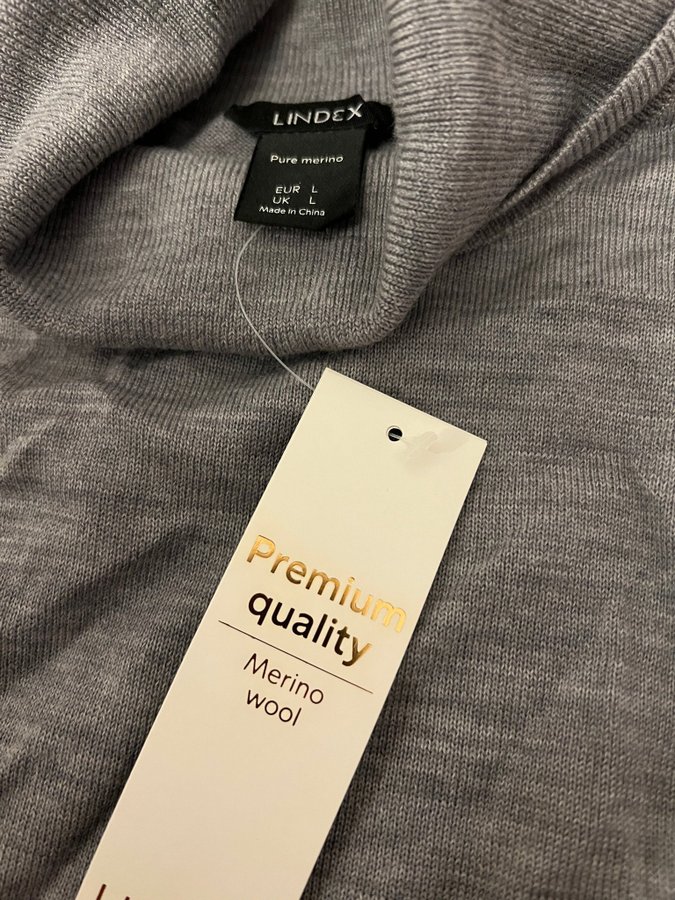 LINDEX
Pure merino
EUR L
UK L
Made in China
Premium
quality
Merino
wool